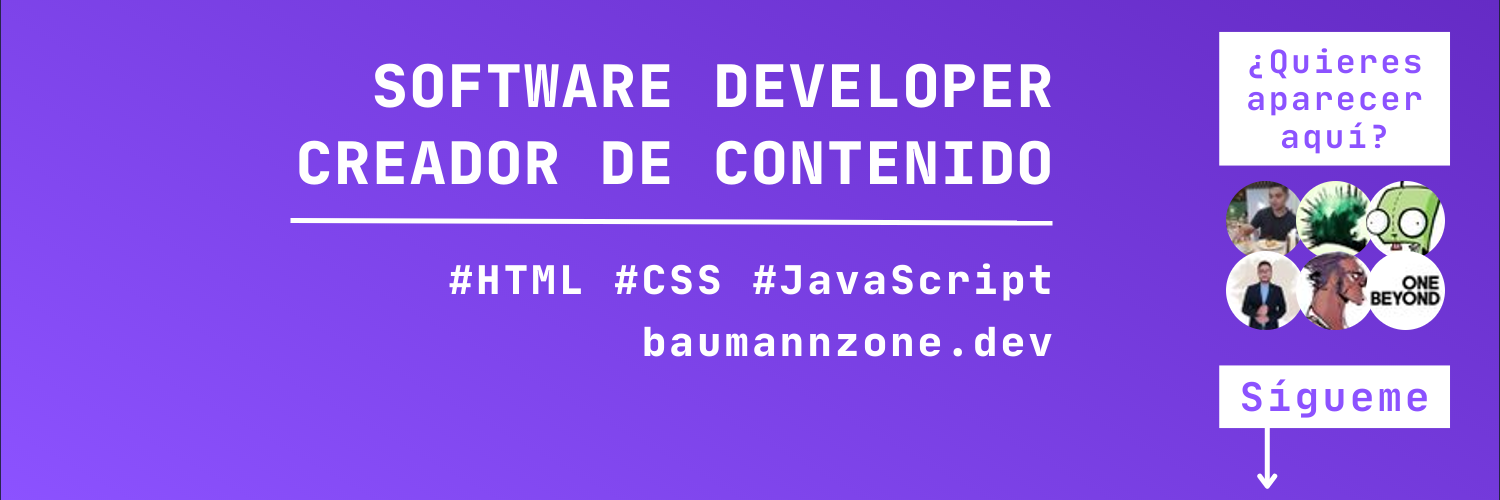 SOFTWARE DEVELOPER
CREADOR DE CONTENIDO
#HTML #CSS #JavaScript
baumannzone.dev
¿Quieres
aparecer
aquí?
ONE
BEYOND
Sígueme